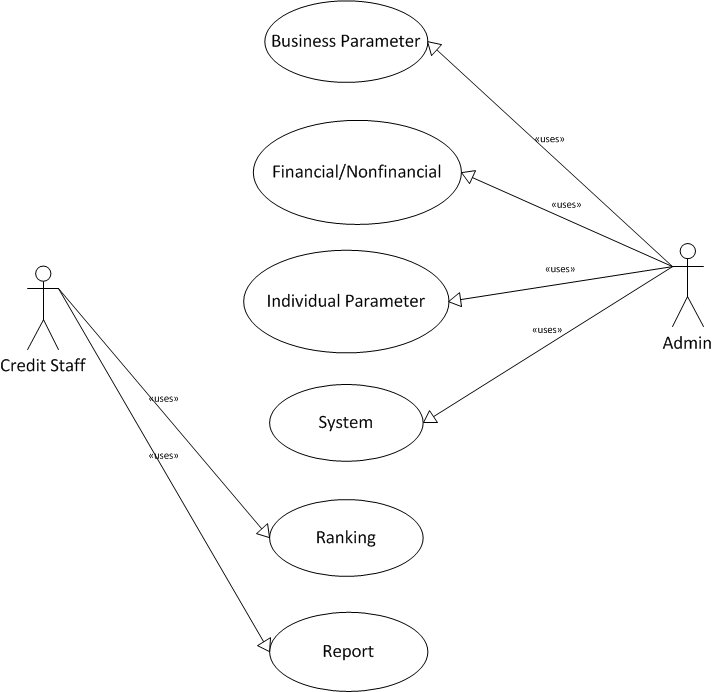 Business Parameter
«uses»
Financial/Nonfinancial
«uses»
«uses»
Individual Parameter
«uses»
Admin
Credit Staff
«uses»
System
«uses»
Ranking
Report